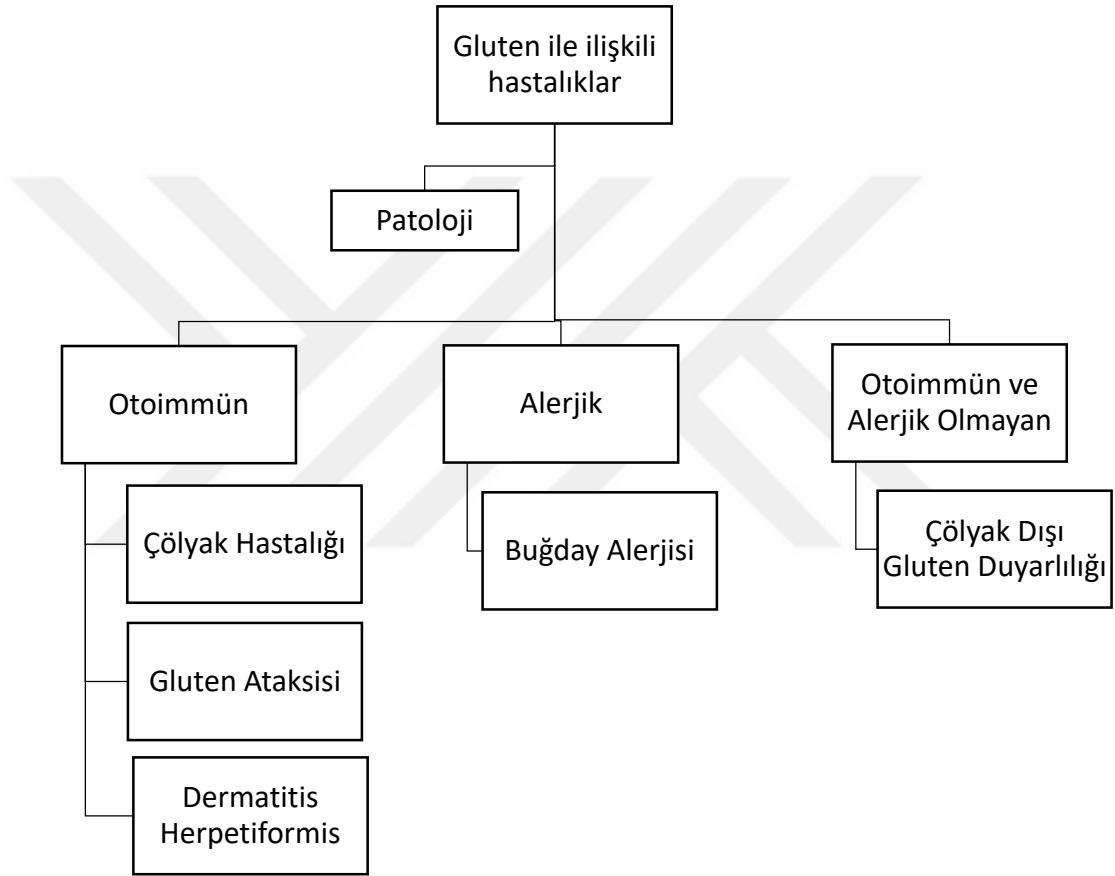 Gluten ile ilişkili
hastalıklar
Patoloji
Otoimmün
Alerjik
Otoimmün ve
Alerjik Olmayan
Çölyak Hastalığı
Buğday Alerjisi
Çölyak Dışı
Gluten Duyarlılığı
Gluten Ataksisi
Dermatitis
Herpetiformis